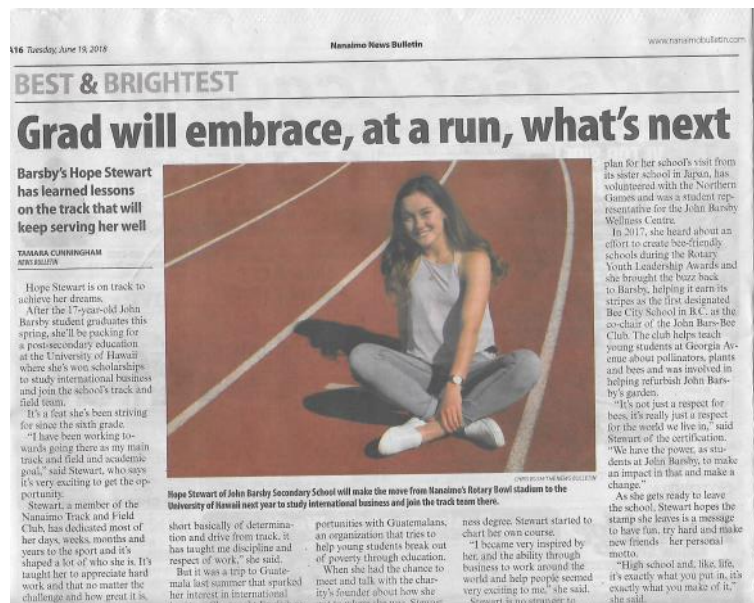 A16 Tuesday, June 19, 2018
Nanaimo News Bulletin
www.nanaimobulletin.com
BEST & BRIGHTEST
Grad will embrace, at a run, what's next
Barsby's Hope Stewart
has learned lessons
on the track that will
keep serving her well
TAMARA CUNNINGHAM
NEWS BULLETIN
Hope Stewart is on track to
achieve her dreams.
After the 17-year-old John
Barsby student graduates this
spring, she'll be packing for
a post-secondary education
at the University of Hawaii
where she's won scholarships
to study international business
and join the school's track and
field team.
It's a feat she's been striving
for since the sixth grade.
"I have been working to-
wards going there as my main
track and field and academic
goal," said Stewart, who says
it's very exciting to get the op-
portunity.
Stewart, a member of the
Nanaimo Track and Field
Club, has dedicated most of
her days, weeks, months and
years to the sport and it's
shaped a lot of who she is. It's
taught her to appreciate hard
work and that no matter the
challenge and how great it is,
THE NEWS BULLETIN
Hope Stewart of John Barsby Secondary School will make the move from Nanaimo's Rotary Bowl stadium to the
University of Hawaii next year to study international business and join the track team there.
short basically of determina-
tion and drive from track, it
has taught me discipline and
respect of work," she said.
But it was a trip to Guate-
mala last summer that sparked
her interest in international
portunities with Guatemalans,
an organization that tries to
help young students break out
of poverty through education.
When she had the chance to
meet and talk with the char-
ity's founder about how she
ness degree, Stewart started to
chart her own course.
"I became very inspired by
her, and the ability through
business to work around the
world and help people seemed
very exciting to me," she said.
Stewart is no stranger to
plan for her school's visit from
its sister school in Japan, has
volunteered with the Northern
Games and was a student rep-
resentative for the John Barsby
Wellness Centre.
In 2017, she heard about an
effort to create bee-friendly
schools during the Rotary
Youth Leadership Awards and
she brought the buzz back
to Barsby, helping it earn its
stripes as the first designated
Bee City School in B.C. as the
co-chair of the John Bars-Bee
Club. The club helps teach
young students at Georgia Av-
enue about pollinators, plants
and bees and was involved in
helping refurbish John Bars-
by's garden.
"It's not just a respect for
bees, it's really just a respect
for the world we live in," said
Stewart of the certification.
"We have the power, as stu-
dents at John Barsby, to make
an impact in that and make a
change."
As she gets ready to leave
the school, Stewart hopes the
stamp she leaves is a message
to have fun, try hard and make
new friends her personal
motto.
"High school and, like, life,
it's exactly what you put in, it's
exactly what you make of it,"
she said.